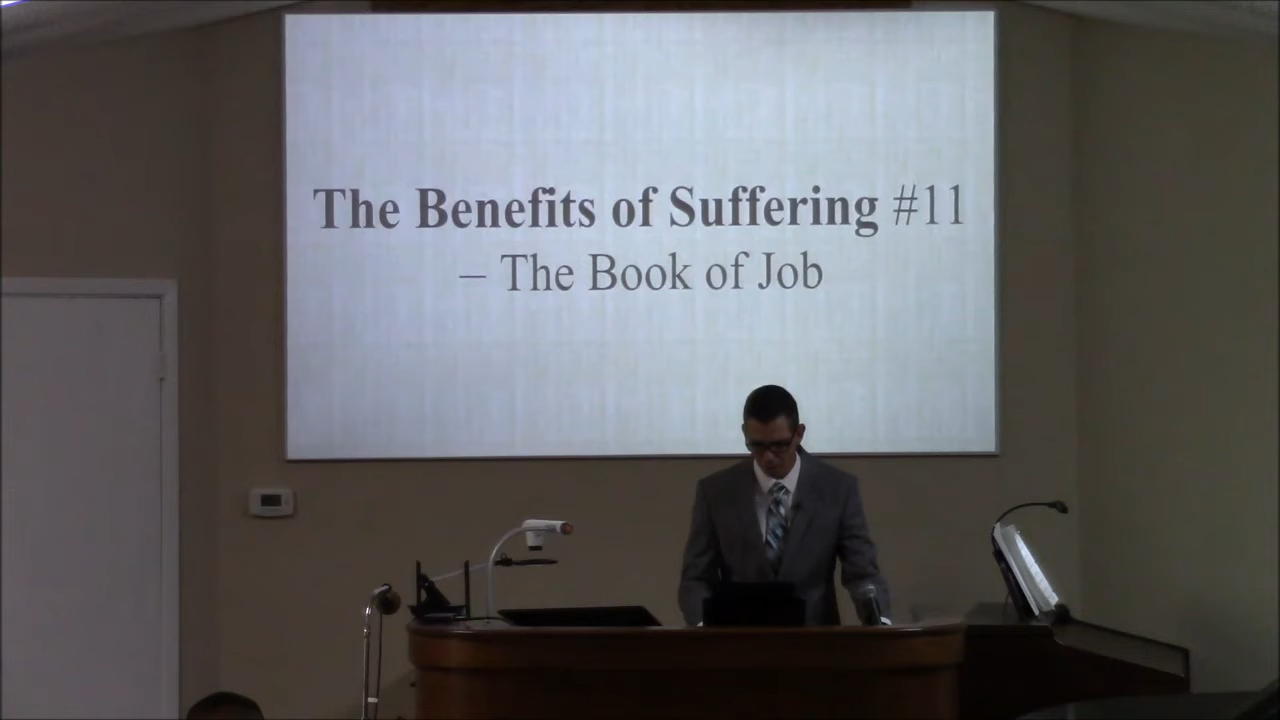 The Benefits of Suffering #11
– The Book of Job